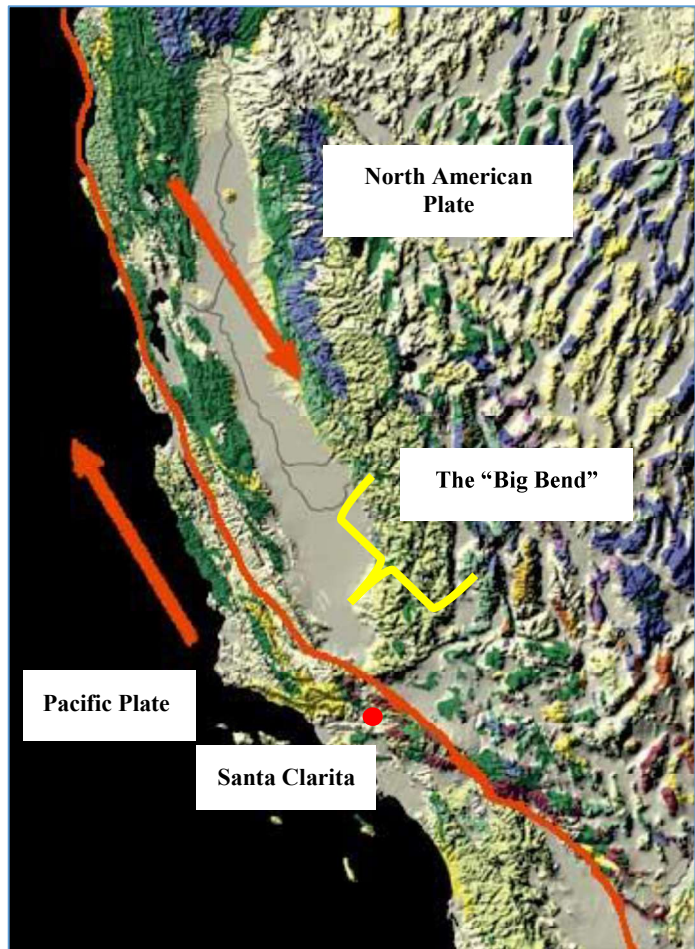 North American
Plate
The “Big Bend”
Pacific Plate
Santa Clarita